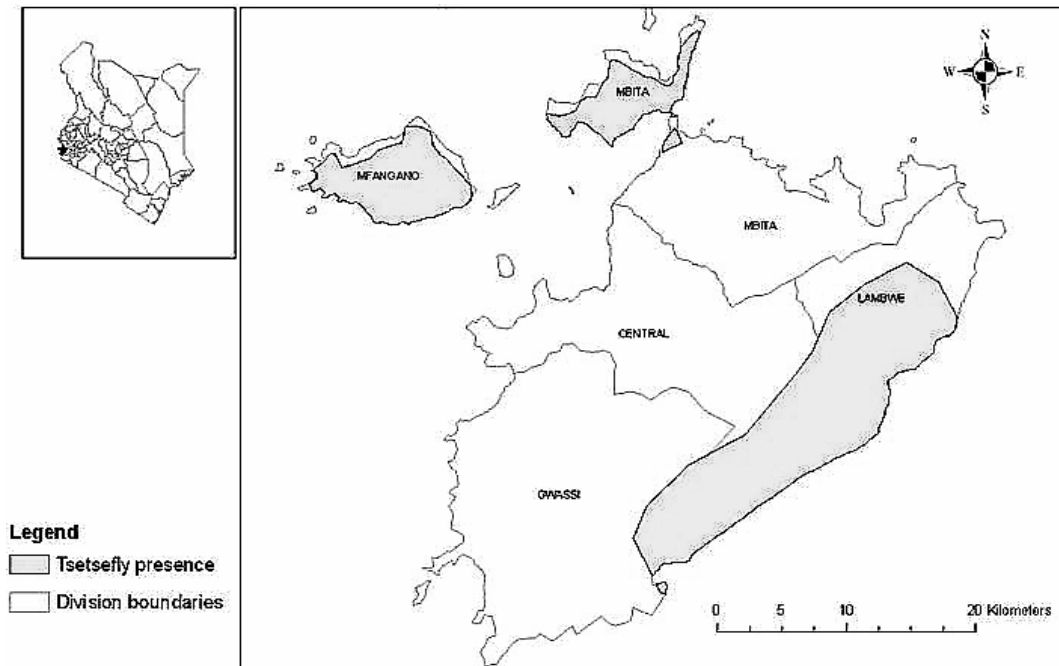 N
W E
S
MBITA
MFANGANO
MBITA
LAMBWE
CENTRAL
GWASSI
Legend
Tsetsefly presence
Division boundaries
0 5 10 20 Kilometers